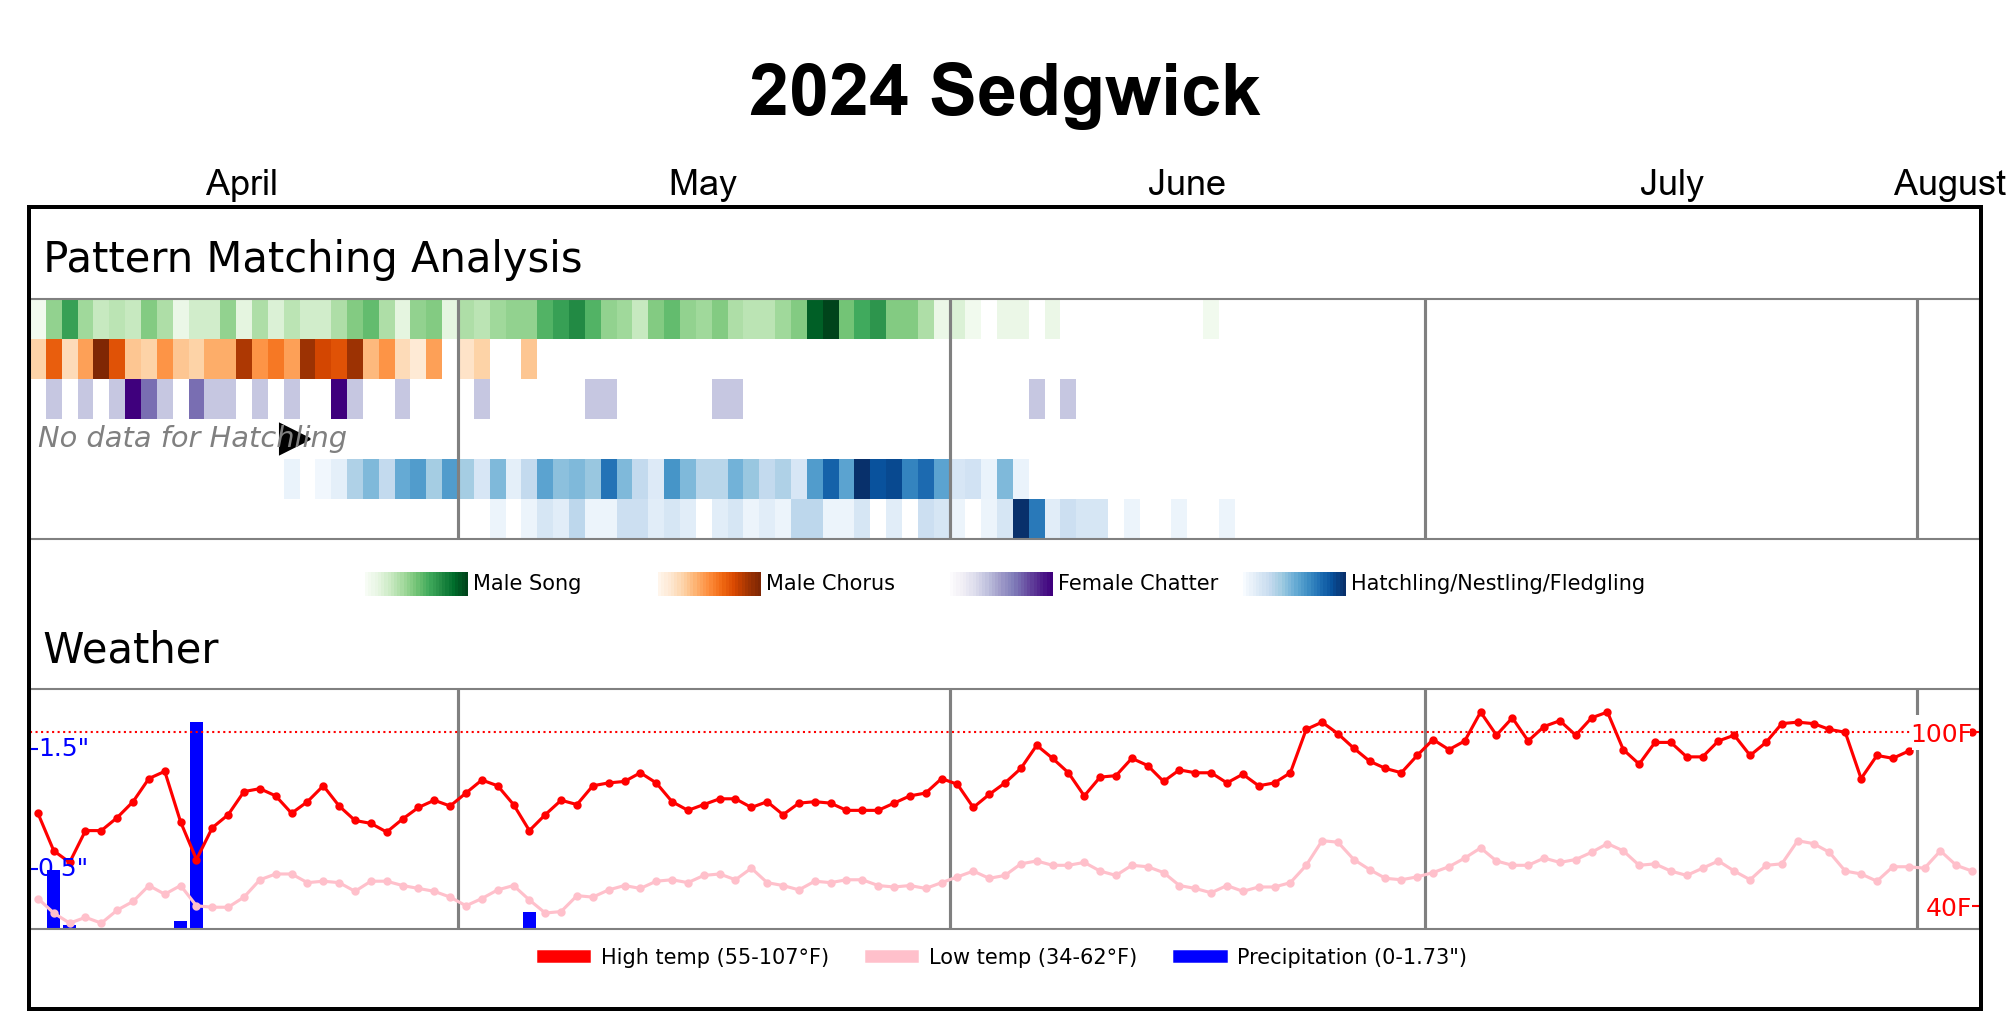 2024 Sedgwick
April May June July August
Pattern Matching Analysis
No data for Hatchling
Male Song Male Chorus Female Chatter Hatchling/Nestling/Fledgling
Weather
100F
1.5"
0.5"
40F
High temp (55-107°F) Low temp (34-62°F) Precipitation (0-1.73")